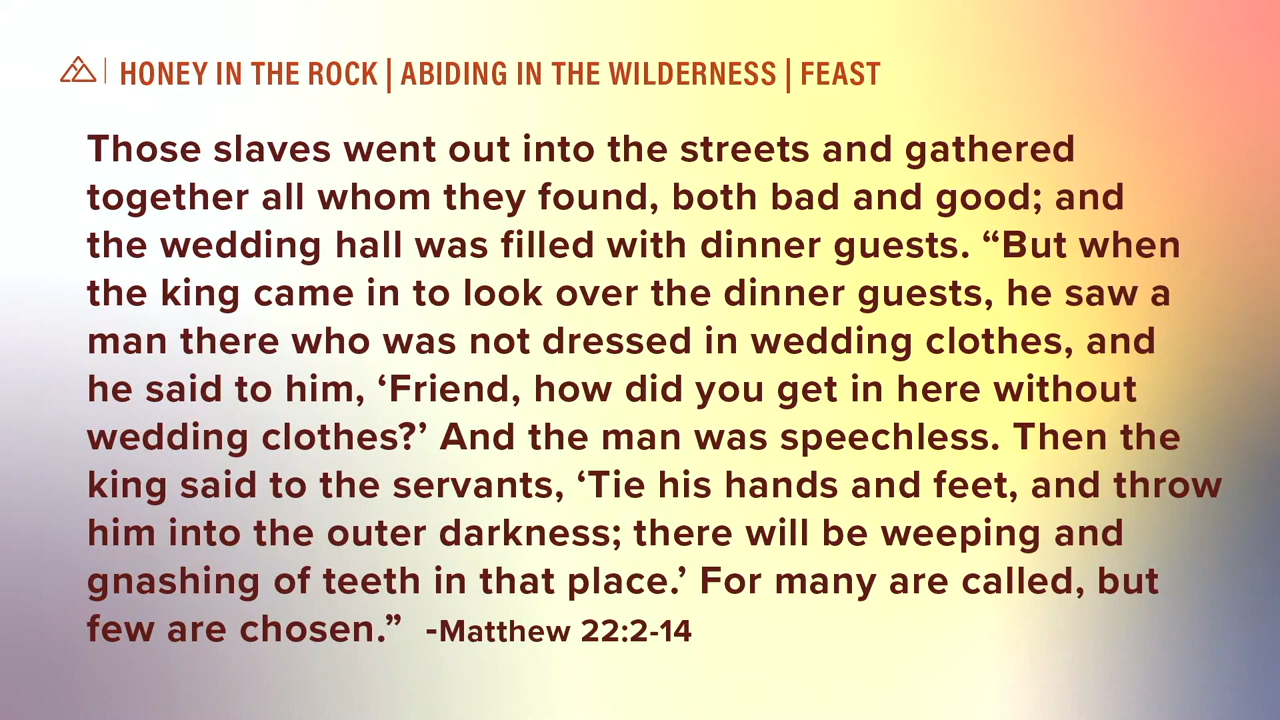 HONEY IN THE ROCK | ABIDING IN THE WILDERNESS | FEAST
Those slaves went out into the streets and gathered
together all whom they found, both bad and good; and
the wedding hall was filled with dinner guests. “But when
the king came in to look over the dinner guests, he saw a
man there who was not dressed in wedding clothes, and
he said to him, ‘Friend, how did you get in here without
wedding clothes?’ And the man was speechless. Then the
king said to the servants, ‘Tie his hands and feet, and throw
him into the outer darkness; there will be weeping and
gnashing of teeth in that place.’ For many are called, but
few are chosen.” -Matthew 22:2-14